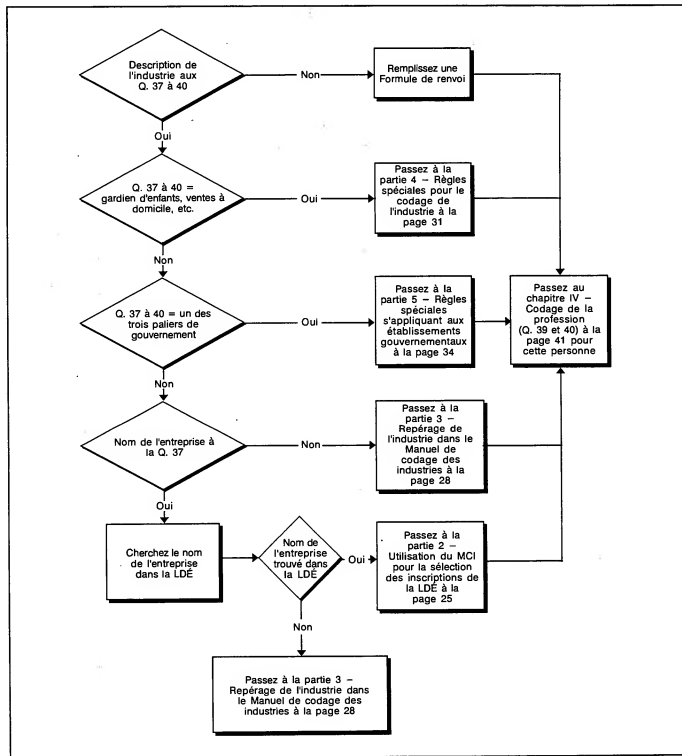 Description de
l'industrie aux
Q. 37 à 40
Non
Remplissez une
Formule de renvoi
Oui
Q. 37 à 40 =
gardien d'enfants, ventes à
domicile, etc.
Oui
Passez à la
partie 4 – Règles
spéciales pour le
codage de
l'industrie à la
page 31
Non
Q. 37 à 40 = un des
trois paliers de
gouvernement
Oui
Passez à la
partie 5 – Règles
spéciales
s'appliquant aux
établissements
gouvernementaux
à la page 34
Passez au
chapitre IV –
Codage de la
profession
(Q. 39 et 40) à la
page 41 pour
cette personne
Non
Nom de l'entreprise à
la Q. 37
Non
Passez à la
partie 3 –
Repérage de
l'industrie dans le
Manuel de
codage des
industries à la
page 28
Oui
Cherchez le nom
de l'entreprise
dans la LDÉ
Nom de
l'entreprise
trouvé dans
la LDÉ
Oui
Passez à la
partie 2 –
Utilisation du MCI
pour la sélection
des inscriptions de
la LDÉ à la
page 25
Non
Passez à la partie 3 –
Repérage de l'industrie dans
le Manuel de codage des
industries à la page 28